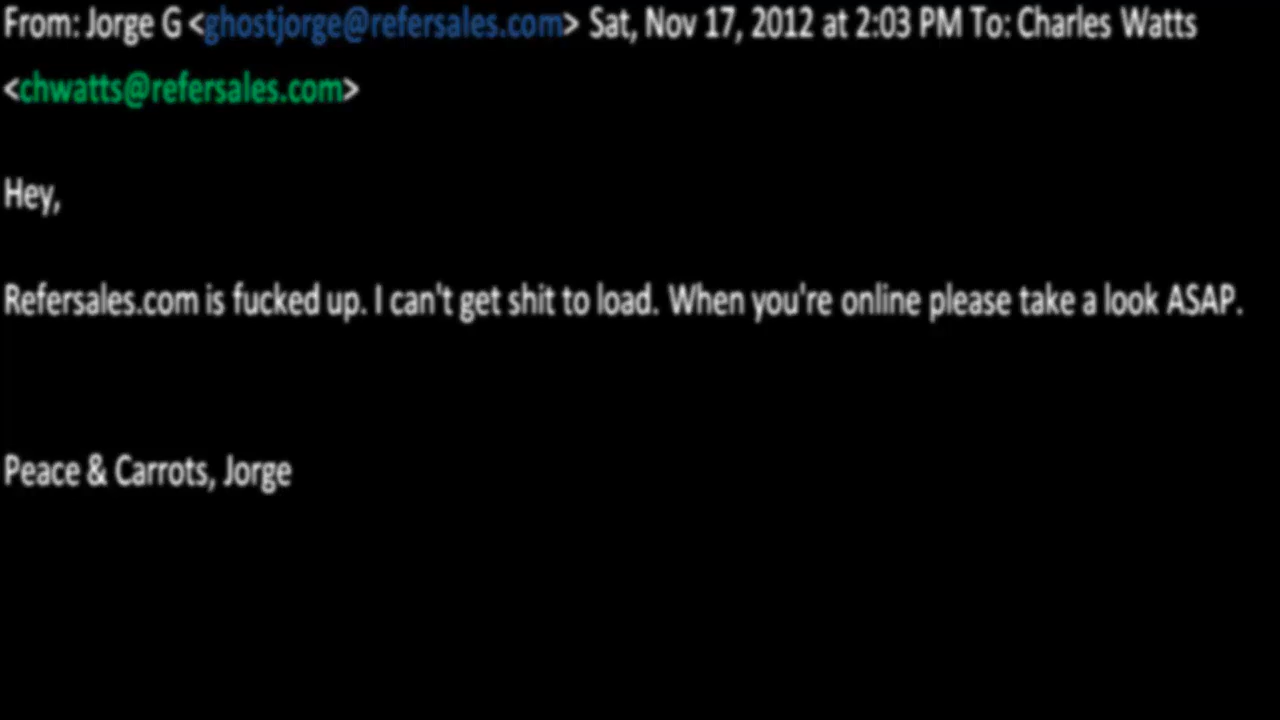 From: Jorge G <ghostjorge@refersales.com> Sat, Nov 17, 2012 at 2:03 PM To: Charles Watts
<chwatts@refersales.com>
Hey,
Refersales.com is fucked up. I can't get shit to load. When you're online please take a look ASAP.
Peace & Carrots, Jorge